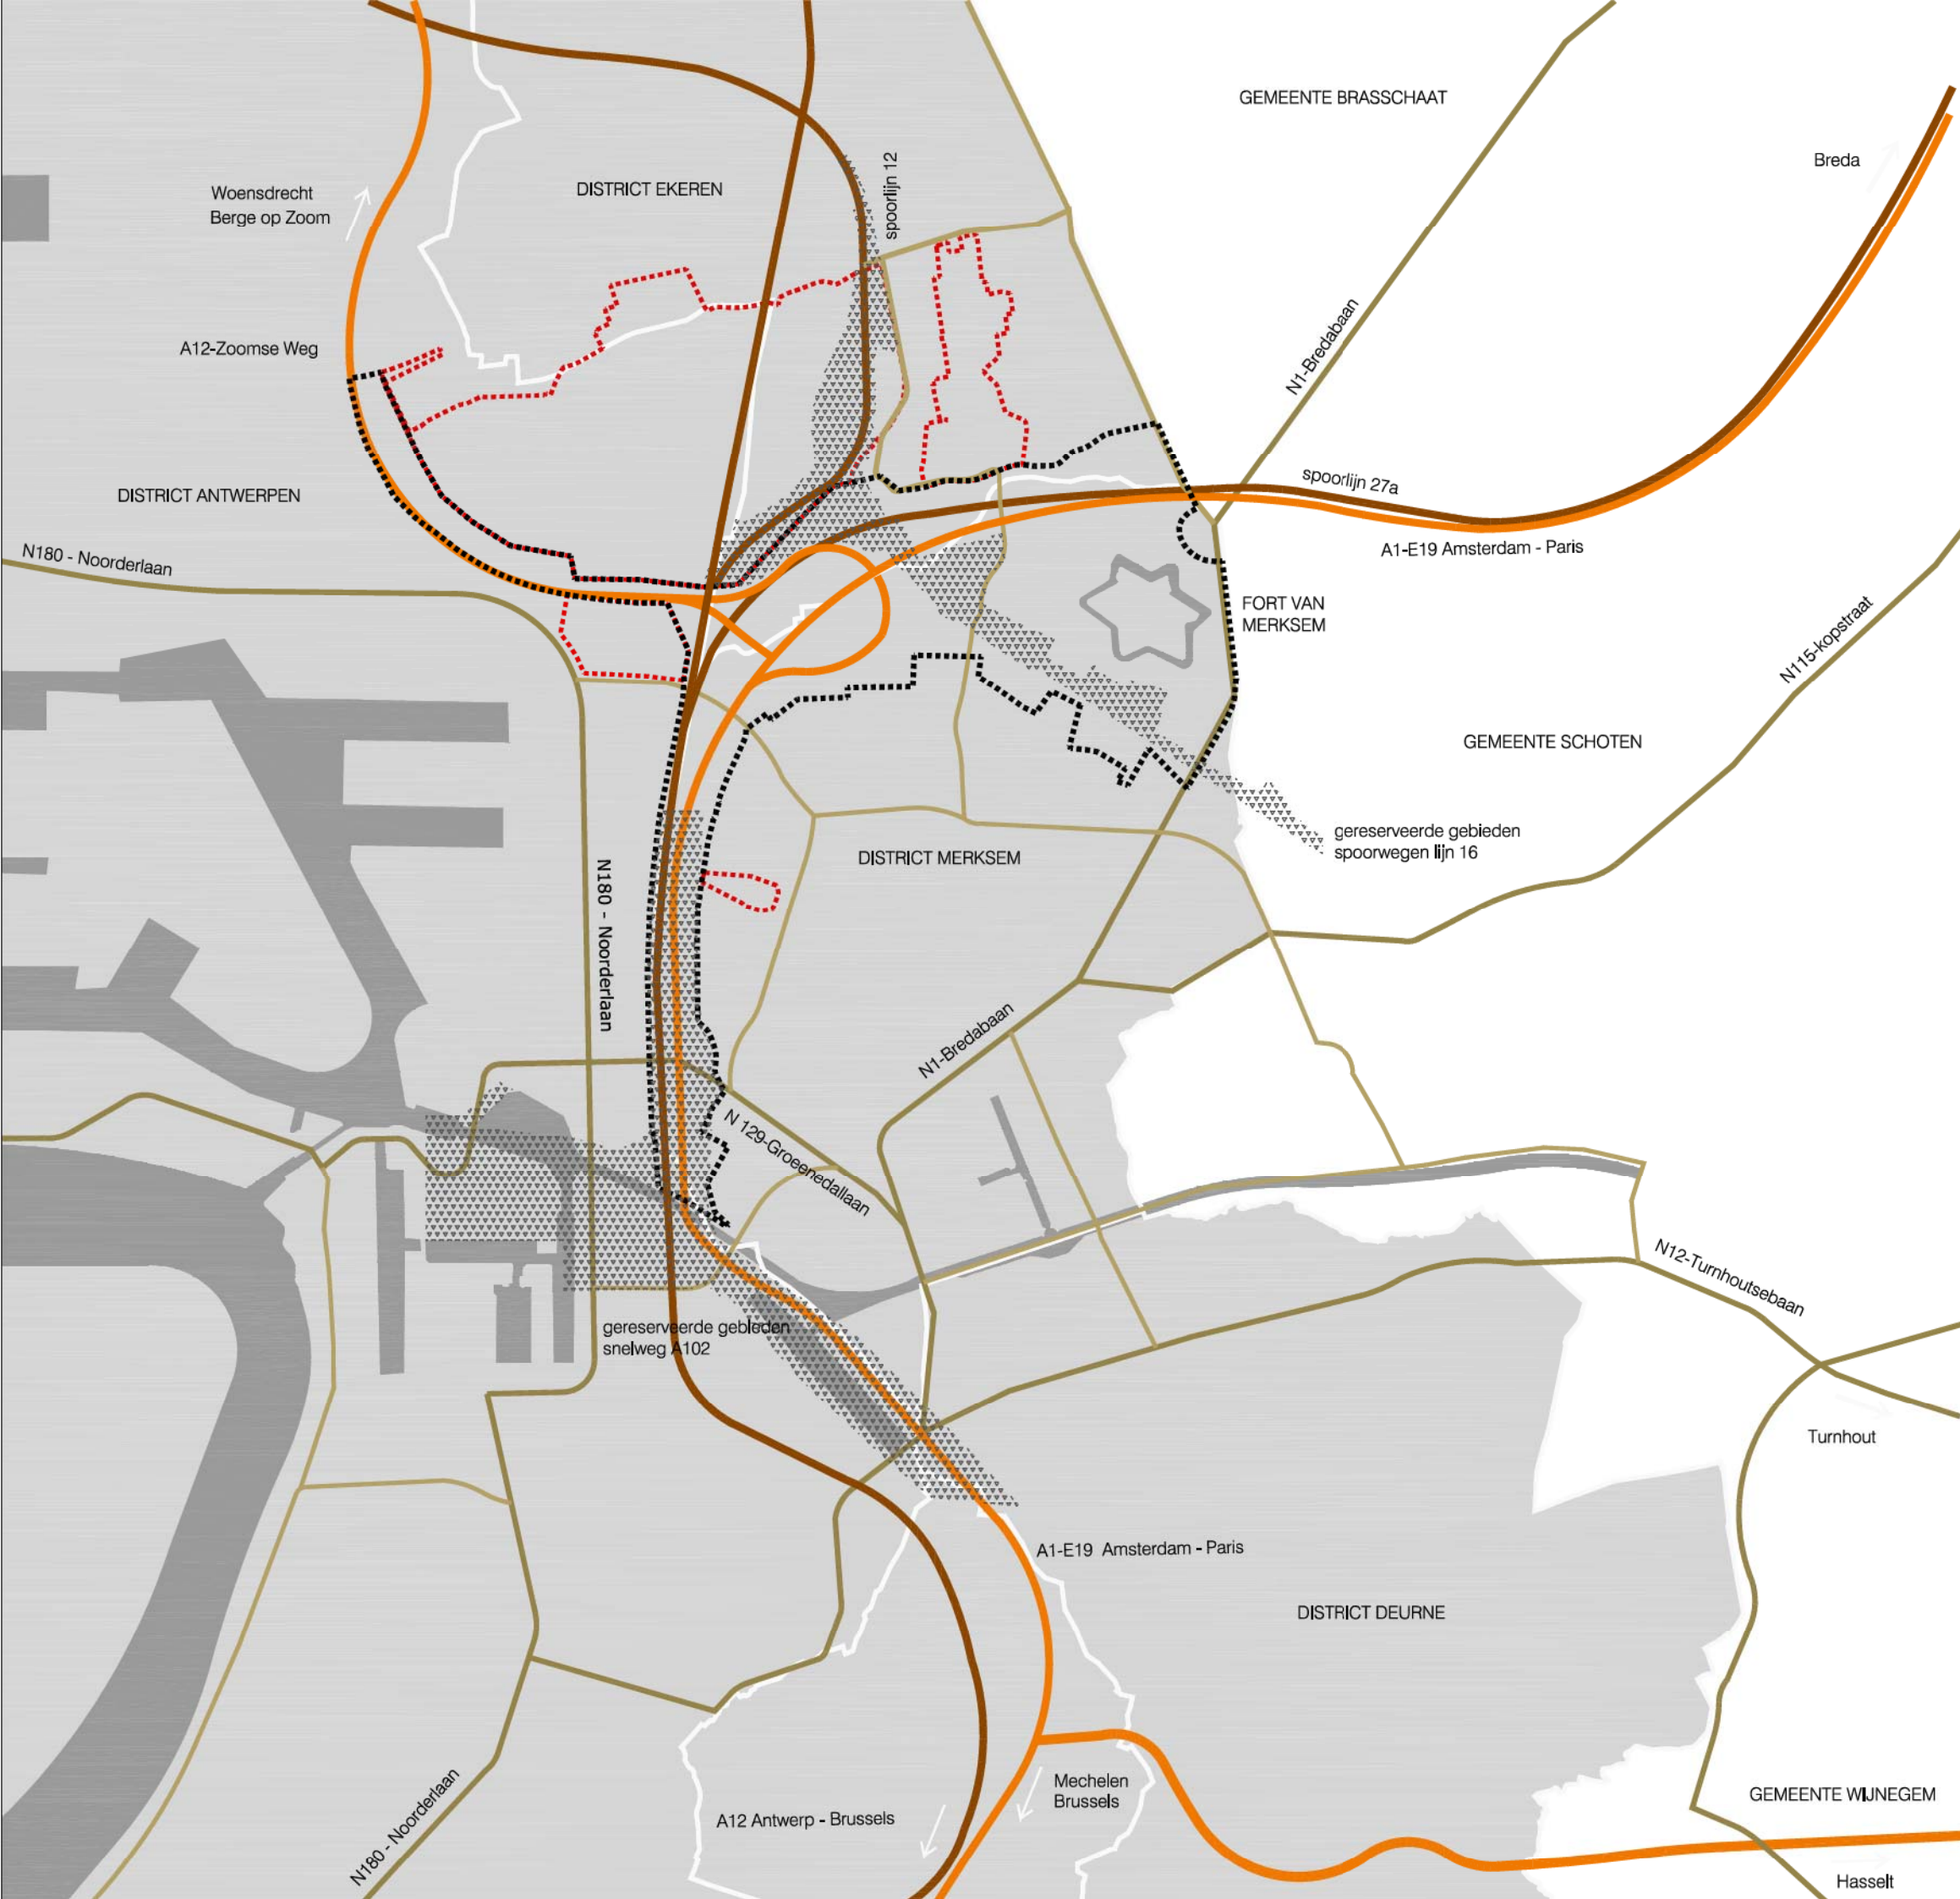 GEMEENTE BRASSCHAAT
Breda
spoorlijn 12
DISTRICT EKEREN
Woensdrecht
Berge op Zoom
A12-Zoomse Weg
N1-Bredabaan
DISTRICT ANTWERPEN
spoorlijn 27a
A1-E19 Amsterdam - Paris
N180 - Noorderlaan
FORT VAN
MERKSEM
N115-kopstraat
GEMEENTE SCHOTEN
gereserveerde gebieden
spoorwegen lijn 16
DISTRICT MERKSEM
N180 - Noorderlaan
N1-Bredabaan
N 129-Groeenedallaan
N12-Turnhoutsebaan
gereserveerde gebieden
snelweg A102
Turnhout
A1-E19 Amsterdam - Paris
DISTRICT DEURNE
Mechelen
Brussels
GEMEENTE WIJNEGEM
A12 Antwerp - Brussels
N180 - Noorderlaan
Hasselt